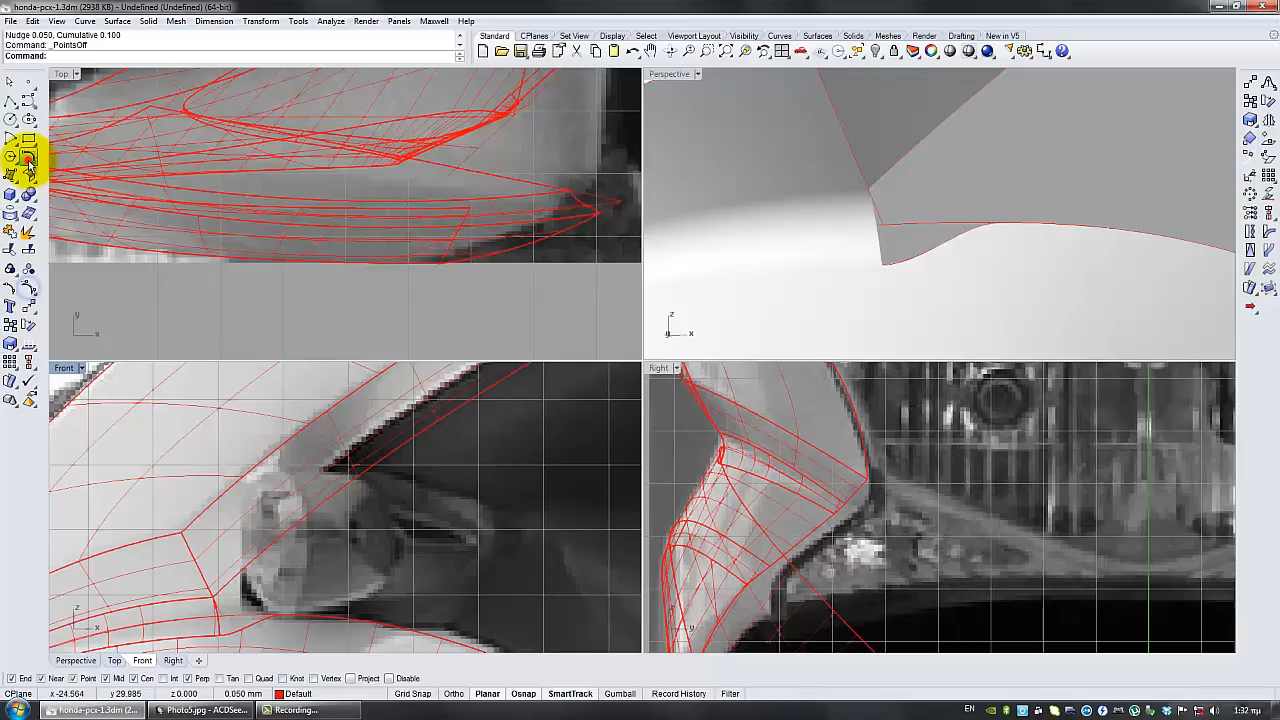 honda-pcx-1.3dm (2938 KB) - Undefined (Undefined) (64-bit)
File Edit View Curve Surface Solid Mesh Dimension Transform Tools Analyze Render Panels Maxwell Help
Nudge 0.050, Cumulative 0.100
Command: _PointsOff
Command:
Standard CPlanes Set View Display Select Viewport Layout Visibility Curves Surfaces Solids Meshes Render Drafting New in V5
Top
Perspective
y
x
z
y x
Front
Right
z
x
y
Perspective Top Front Right
End Near Point Mid Cen Int Perp Tan Quad Knot Vertex Project Disable
CPlane x -24.564 y 29.985 z 0.000 0.050 mm Default Grid Snap Ortho Planar Osnap SmartTrack Gumball Record History Filter
honda-pcx-1.3dm (2... Photo5.jpg - ACDSee... Recording... EN 1:32 πμ